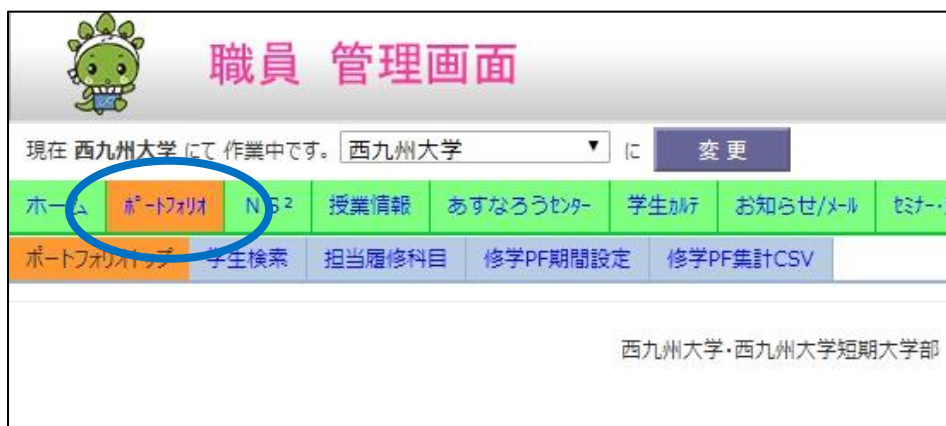 職員 管理画面
現在 西九州大学 にて 作業中です。 西九州大学 ▼ に 変更
ホーム ﾎﾟｰﾄﾌｫﾘｵ NS² 授業情報 あすなろうｾﾝﾀｰ 学生ｶﾙﾃ お知らせ/ﾒｰﾙ ｾﾐﾅｰ・
ポートフォリオトップ 学生検索 担当履修科目 修学PF期間設定 修学PF集計CSV
西九州大学・西九州大学短期大学部